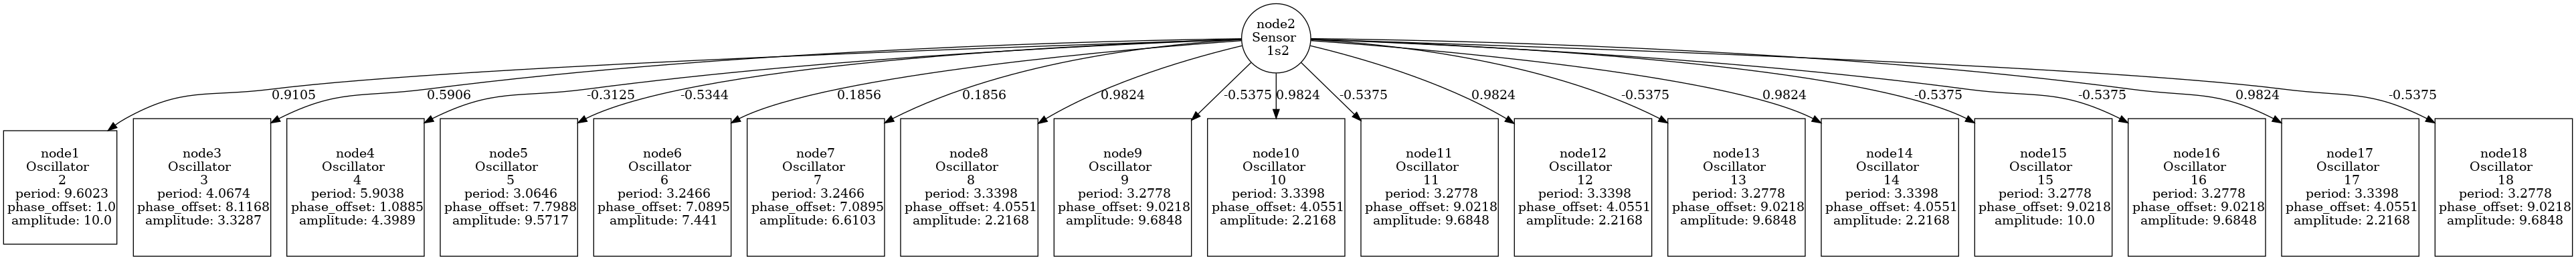 node2
Sensor
1s2
0.9105
0.5906
-0.3125
-0.5344
0.1856
0.1856
0.9824
-0.5375
0.9824
-0.5375
0.9824
-0.5375
0.9824
-0.5375
-0.5375
0.9824
-0.5375
node1
Oscillator
2
period: 9.6023
phase_offset: 1.0
amplitude: 10.0
node3
Oscillator
3
period: 4.0674
phase_offset: 8.1168
amplitude: 3.3287
node4
Oscillator
4
period: 5.9038
phase_offset: 1.0885
amplitude: 4.3989
node5
Oscillator
5
period: 3.0646
phase_offset: 7.7988
amplitude: 9.5717
node6
Oscillator
6
period: 3.2466
phase_offset: 7.0895
amplitude: 7.441
node7
Oscillator
7
period: 3.2466
phase_offset: 7.0895
amplitude: 6.6103
node8
Oscillator
8
period: 3.3398
phase_offset: 4.0551
amplitude: 2.2168
node9
Oscillator
9
period: 3.2778
phase_offset: 9.0218
amplitude: 9.6848
node10
Oscillator
10
period: 3.3398
phase_offset: 4.0551
amplitude: 2.2168
node11
Oscillator
11
period: 3.2778
phase_offset: 9.0218
amplitude: 9.6848
node12
Oscillator
12
period: 3.3398
phase_offset: 4.0551
amplitude: 2.2168
node13
Oscillator
13
period: 3.2778
phase_offset: 9.0218
amplitude: 9.6848
node14
Oscillator
14
period: 3.3398
phase_offset: 4.0551
amplitude: 2.2168
node15
Oscillator
15
period: 3.2778
phase_offset: 9.0218
amplitude: 10.0
node16
Oscillator
16
period: 3.2778
phase_offset: 9.0218
amplitude: 9.6848
node17
Oscillator
17
period: 3.3398
phase_offset: 4.0551
amplitude: 2.2168
node18
Oscillator
18
period: 3.2778
phase_offset: 9.0218
amplitude: 9.6848